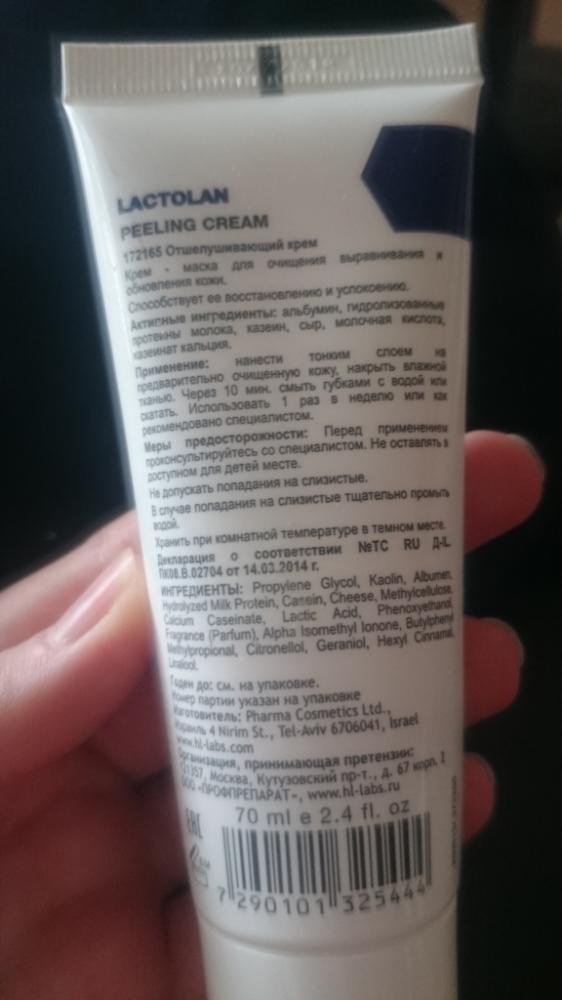 LACTOLAN
PEELING CREAM
172165 Отшелушивающий крем
Крем - маска для очищения выравнивания и
обновления кожи.
Способствует ее восстановлению и успокоению.
Активные ингредиенты: альбумин, гидролизованные
протеины молока, казеин, сыр, молочная кислота,
казеинат кальция.
Применение: нанести тонким слоем на
предварительно очищенную кожу, накрыть влажной
тканью. Через 10 мин. смыть губками с водой или
скатать. Использовать 1 раз в неделю или как
рекомендовано специалистом.
Меры предосторожности: Перед применением
проконсультируйтесь со специалистом. Не оставлять в
доступном для детей месте.
Не допускать попадания на слизистые.
В случае попадания на слизистые тщательно промыть
водой.
Хранить при комнатной температуре в темном месте.
Декларация о соответствии №ТС RU Д-IL
ПК08.В.02704 от 14.03.2014 г.
ИНГРЕДИЕНТЫ: Propylene Glycol, Kaolin, Albumen,
Hydrolyzed Milk Protein, Casein, Cheese, Methylcellulose,
Calcium Caseinate, Lactic Acid, Phenoxyethanol,
Fragrance (Parfum), Alpha Isomethyl Ionone, Butylphenyl
Methylpropional, Citronellol, Geraniol, Hexyl Cinnamal,
Linalool.
Годен до: см. на упаковке.
Номер партии указан на упаковке
Изготовитель: Pharma Cosmetics Ltd.,
Израиль 4 Nirim St., Tel-Aviv 6706041, Israel
www.hl-labs.com
Организация, принимающая претензии:
121357, Москва, Кутузовский пр-т., д. 67 корп. 2
ООО «ПРОФПРЕПАРАТ», www.hl-labs.ru
70 ml e 2.4 fl. oz
EAC
7 290101 325444